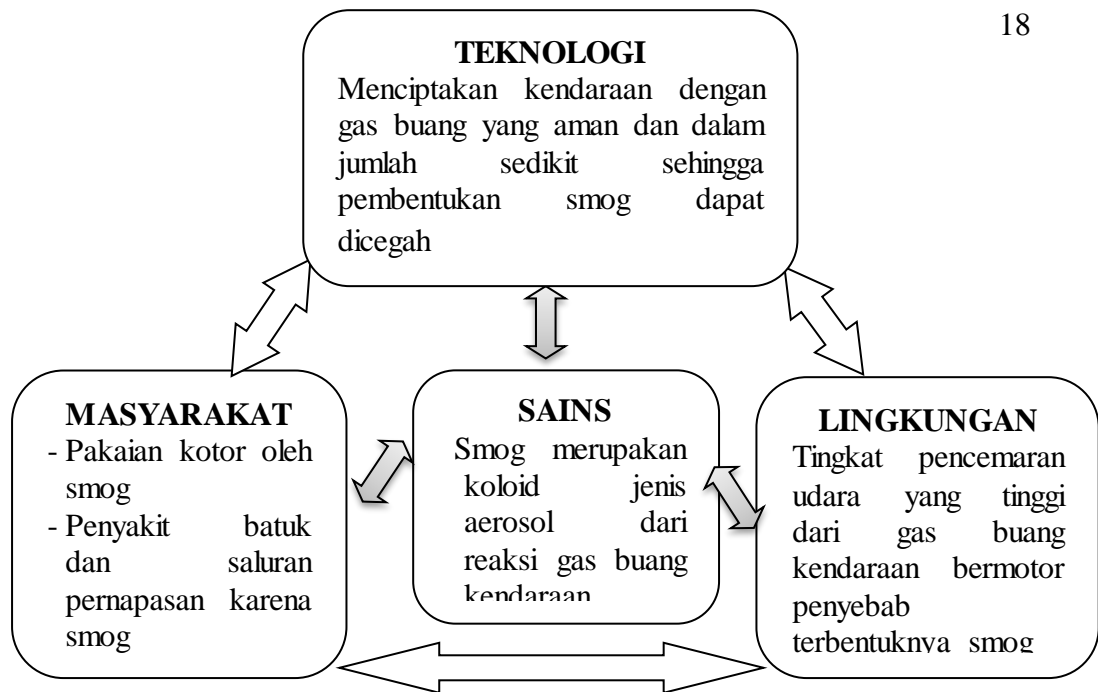 18
TEKNOLOGI
Menciptakan kendaraan dengan
gas buang yang aman dan dalam
jumlah sedikit sehingga
pembentukan smog dapat
dicegah
MASYARAKAT
- Pakaian kotor oleh
smog
- Penyakit batuk
dan saluran
pernapasan karena
smog
SAINS
Smog merupakan
koloid jenis
aerosol dari
reaksi gas buang
kendaraan
LINGKUNGAN
Tingkat pencemaran
udara yang tinggi
dari gas buang
kendaraan bermotor
penyebab
terbentuknya smog